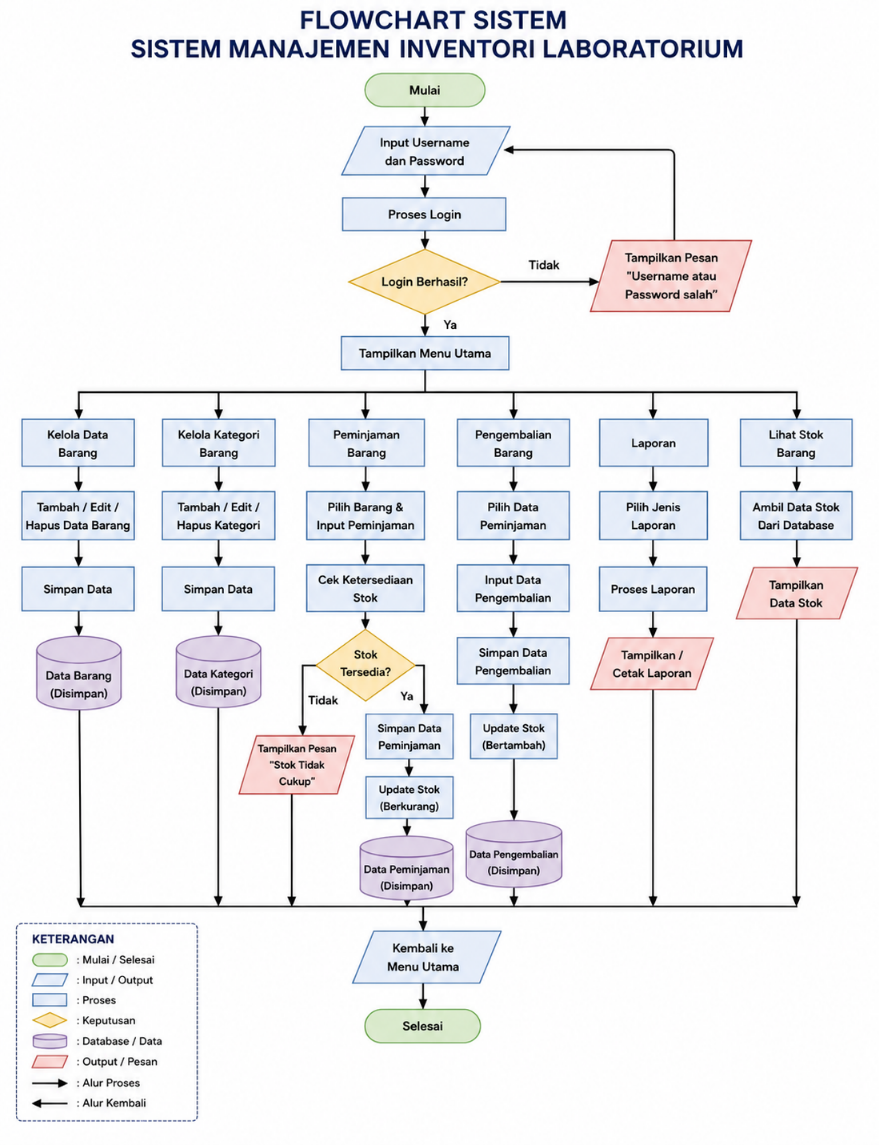 FLOWCHART SISTEM
SISTEM MANAJEMEN INVENTORI LABORATORIUM
Mulai
Input Username
dan Password
Proses Login
Login Berhasil?
Tidak
Tampilkan Pesan
"Username atau
Password salah"
Ya
Tampilkan Menu Utama
Kelola Data
Barang
Tambah / Edit /
Hapus Data Barang
Simpan Data
Data Barang
(Disimpan)
Kelola Kategori
Barang
Tambah / Edit /
Hapus Kategori
Simpan Data
Data Kategori
(Disimpan)
Peminjaman
Barang
Pilih Barang &
Input Peminjaman
Cek Ketersediaan
Stok
Stok
Tersedia?
Tidak
Tampilkan Pesan
"Stok Tidak
Cukup"
Ya
Simpan Data
Peminjaman
Update Stok
(Berkurang)
Data Peminjaman
(Disimpan)
Pengembalian
Barang
Pilih Data
Peminjaman
Input Data
Pengembalian
Simpan Data
Pengembalian
Update Stok
(Bertambah)
Data Pengembalian
(Disimpan)
Laporan
Pilih Jenis
Laporan
Proses Laporan
Tampilkan /
Cetak Laporan
Lihat Stok
Barang
Ambil Data Stok
Dari Database
Tampilkan
Data Stok
Kembali ke
Menu Utama
Selesai
KETERANGAN
: Mulai / Selesai
: Input / Output
: Proses
: Keputusan
: Database / Data
: Output / Pesan
: Alur Proses
: Alur Kembali